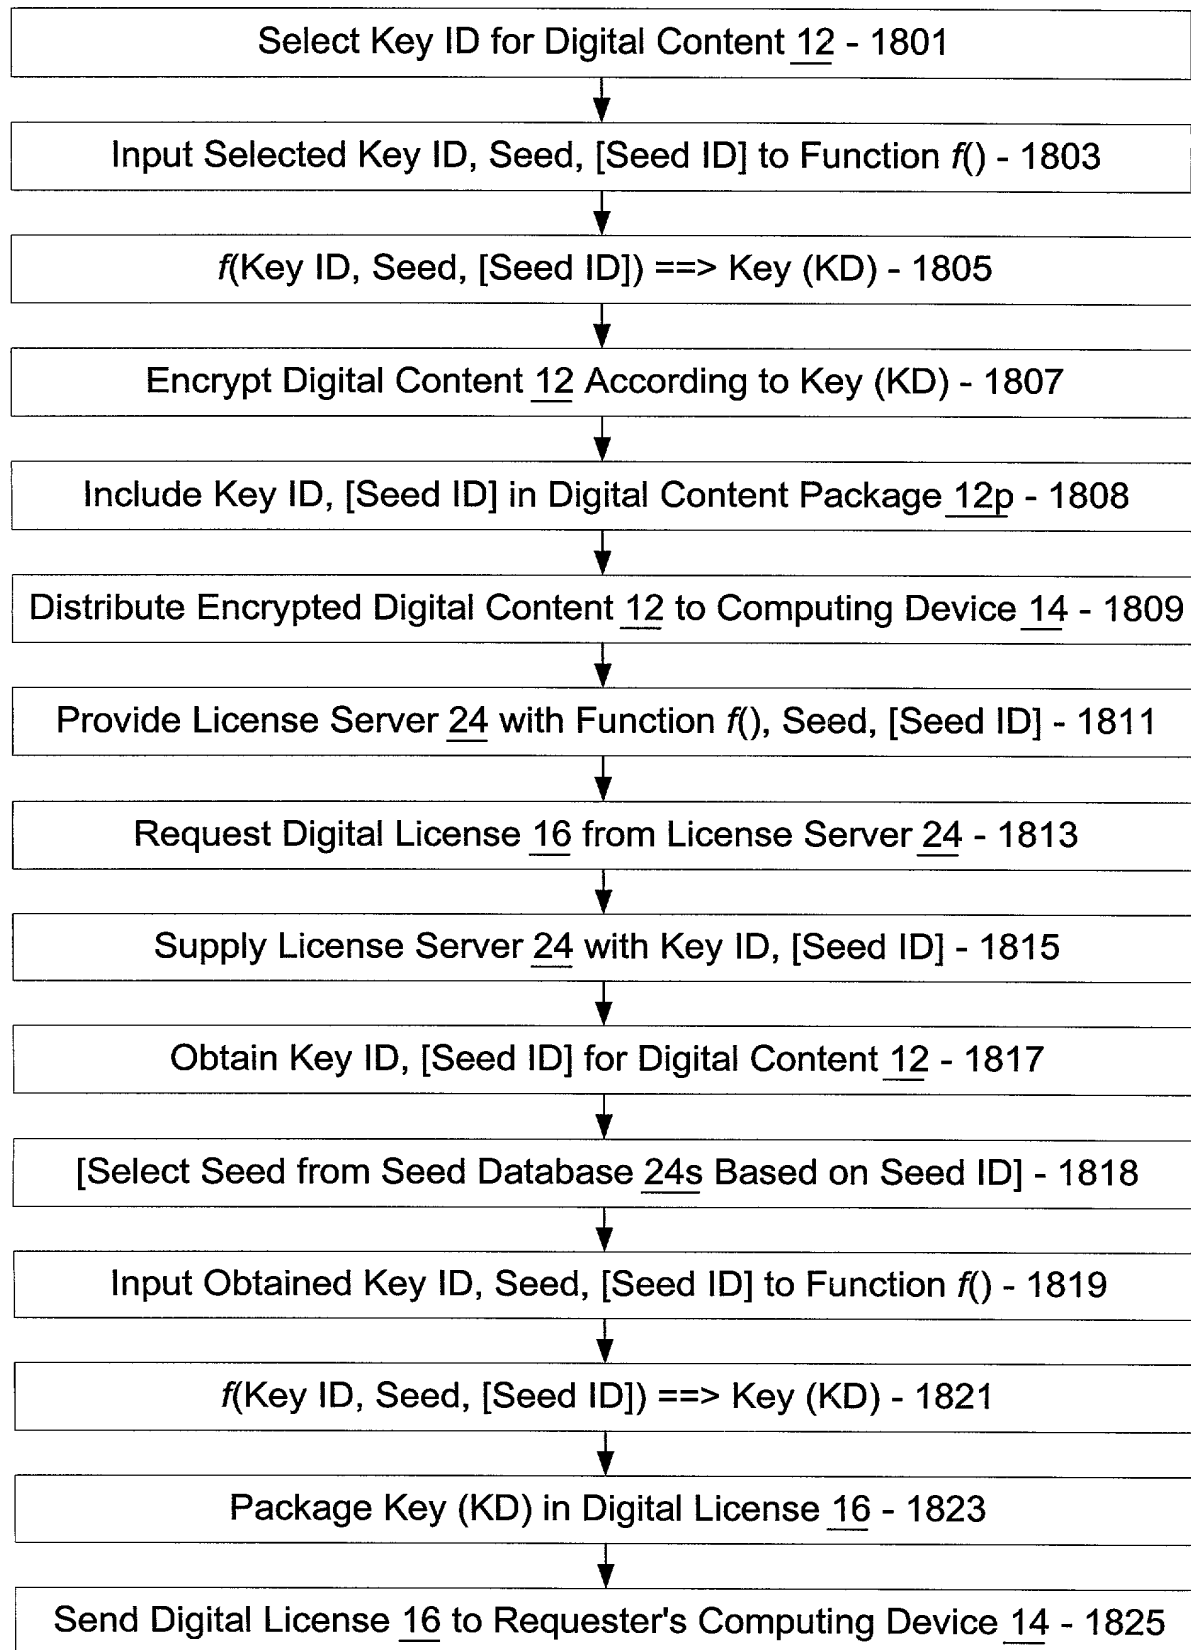 Select Key ID for Digital Content 12 - 1801
Input Selected Key ID, Seed, [Seed ID] to Function f() - 1803
f(Key ID, Seed, [Seed ID]) ==> Key (KD) - 1805
Encrypt Digital Content 12 According to Key (KD) - 1807
Include Key ID, [Seed ID] in Digital Content Package 12p - 1808
Distribute Encrypted Digital Content 12 to Computing Device 14 - 1809
Provide License Server 24 with Function f(), Seed, [Seed ID] - 1811
Request Digital License 16 from License Server 24 - 1813
Supply License Server 24 with Key ID, [Seed ID] - 1815
Obtain Key ID, [Seed ID] for Digital Content 12 - 1817
[Select Seed from Seed Database 24s Based on Seed ID] - 1818
Input Obtained Key ID, Seed, [Seed ID] to Function f() - 1819
f(Key ID, Seed, [Seed ID]) ==> Key (KD) - 1821
Package Key (KD) in Digital License 16 - 1823
Send Digital License 16 to Requester's Computing Device 14 - 1825